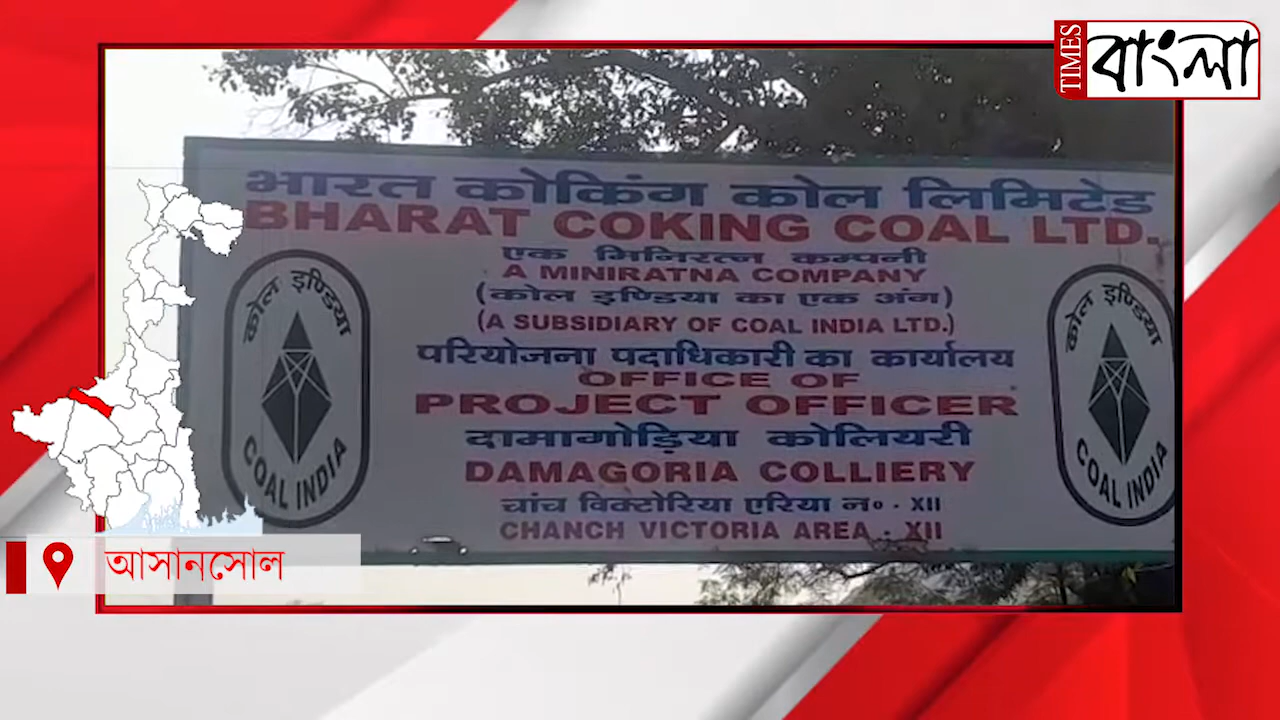 TIMES
বাংলা
भारत कोकिंग कोल लिमिटेड
BHARAT COKING COAL LTD.
एक मिनिरत्न कम्पनी
A MINIRATNA COMPANY
(कोल इण्डिया का एक अंग)
(A SUBSIDIARY OF COAL INDIA LTD.)
परियोजना पदाधिकारी का कार्यालय
OFFICE OF
PROJECT OFFICER
दामागोड़िया कोलियरी
DAMAGORIA COLLIERY
चांच विक्टोरिया एरिया न० - XII
CHANCH VICTORIA AREA - XII
कोल इण्डिया
COAL INDIA
कोल इण्डिया
COAL INDIA
আসানসোল